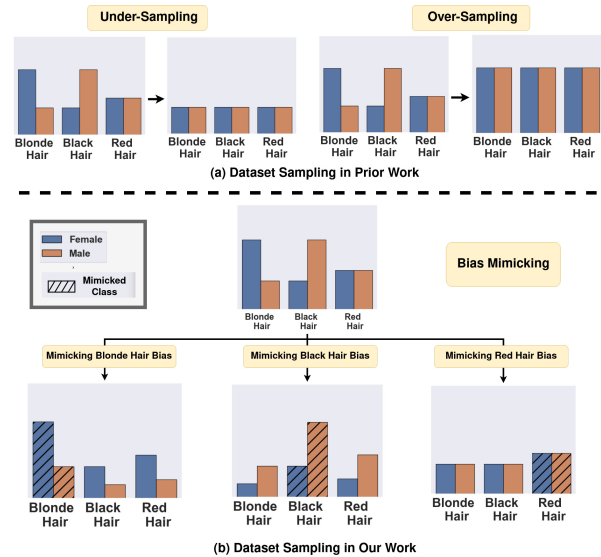 Under-Sampling
Over-Sampling
Blonde Hair
Black Hair
Red Hair
Blonde Hair
Black Hair
Red Hair
Blonde Hair
Black Hair
Red Hair
Blonde Hair
Black Hair
Red Hair
(a) Dataset Sampling in Prior Work
Female
Male
Mimicked
Class
Bias Mimicking
Blonde Hair
Black Hair
Red Hair
Mimicking Blonde Hair Bias
Mimicking Black Hair Bias
Mimicking Red Hair Bias
Blonde Hair
Black Hair
Red Hair
Blonde Hair
Black Hair
Red Hair
Blonde Hair
Black Hair
Red Hair
(b) Dataset Sampling in Our Work